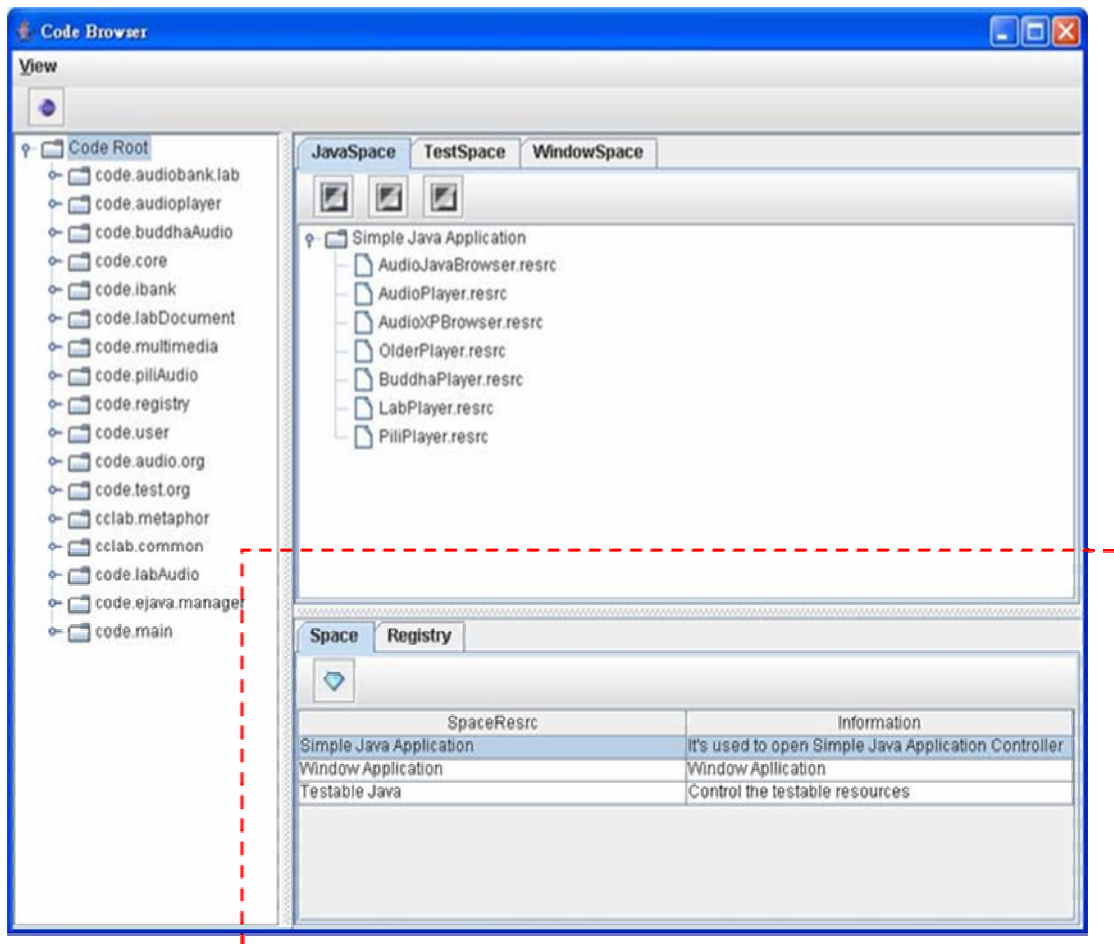 Code Browser
View
Code Root
code.audiobank.lab
code.audioplayer
code.buddhaAudio
code.core
code.ibank
code.labDocument
code.multimedia
code.piliAudio
code.registry
code.user
code.audio.org
code.test.org
cclab.metaphor
cclab.common
code.labAudio
code.ejava.manager
code.main
JavaSpace TestSpace WindowSpace
Simple Java Application
AudioJavaBrowser.resrc
AudioPlayer.resrc
AudioXPBrowser.resrc
OlderPlayer.resrc
BuddhaPlayer.resrc
LabPlayer.resrc
PiliPlayer.resrc
Space Registry
SpaceResrc Information
Simple Java Application It's used to open Simple Java Application Controller
Window Application Window Apllication
Testable Java Control the testable resources